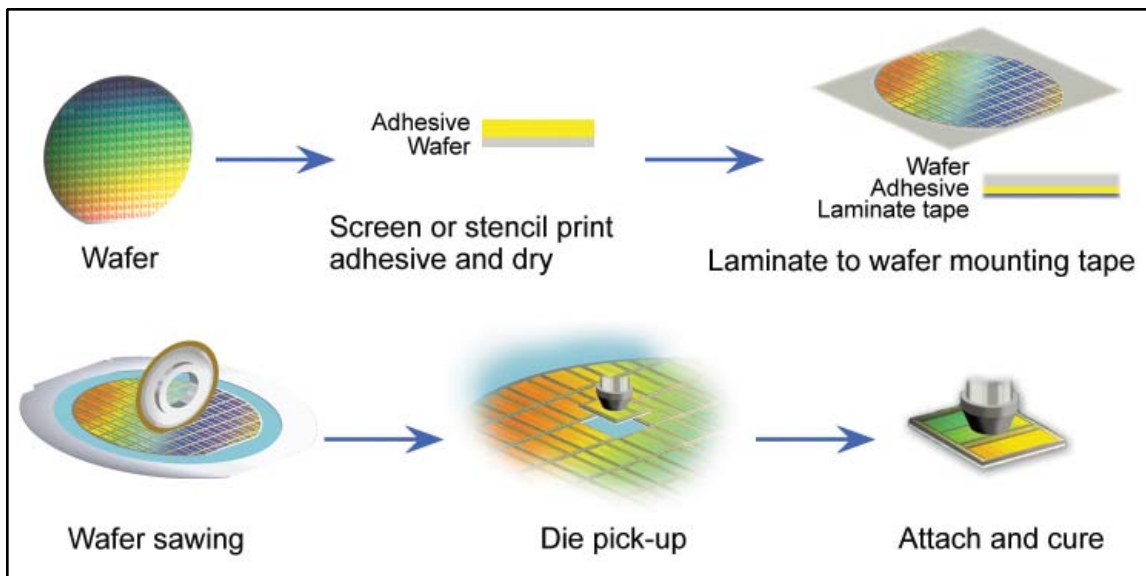 Adhesive
Wafer
Wafer
Screen or stencil print
adhesive and dry
Wafer
Adhesive
Laminate tape
Laminate to wafer mounting tape
Wafer sawing
Die pick-up
Attach and cure